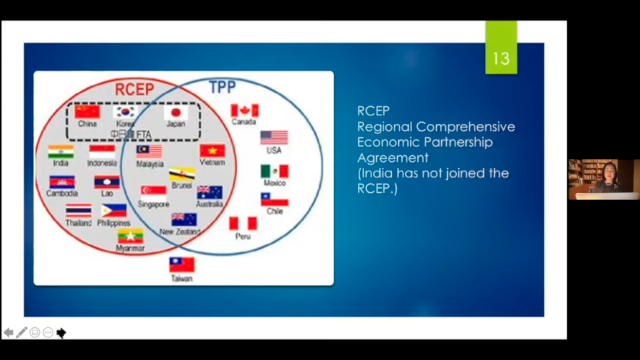 13
RCEP
TPP
China
Korea
Japan
中日韓FTA
Canada
India
Indonesia
Malaysia
Vietnam
USA
Cambodia
Lao
Brunei
Mexico
Singapore
Australia
Chile
Thailand
Philippines
New Zealand
Peru
Myanmar
Taiwan
RCEP
Regional Comprehensive
Economic Partnership
Agreement
(India has not joined the
RCEP.)